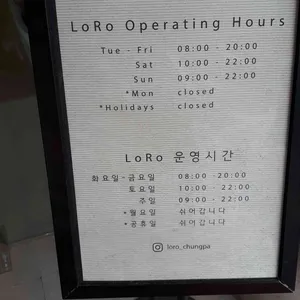 LoRo Operating Hours
Tue - Fri 08:00 - 20:00
Sat 10:00 - 22:00
Sun 09:00 - 22:00
*Mon closed
*Holidays closed
LoRo 운영시간
화요일-금요일 08:00 -20:00
토요일 10:00 - 22:00
주일 09:00 - 22:00
*월요일 쉬어갑니다
*공휴일 쉬어갑니다
loro_chungpa